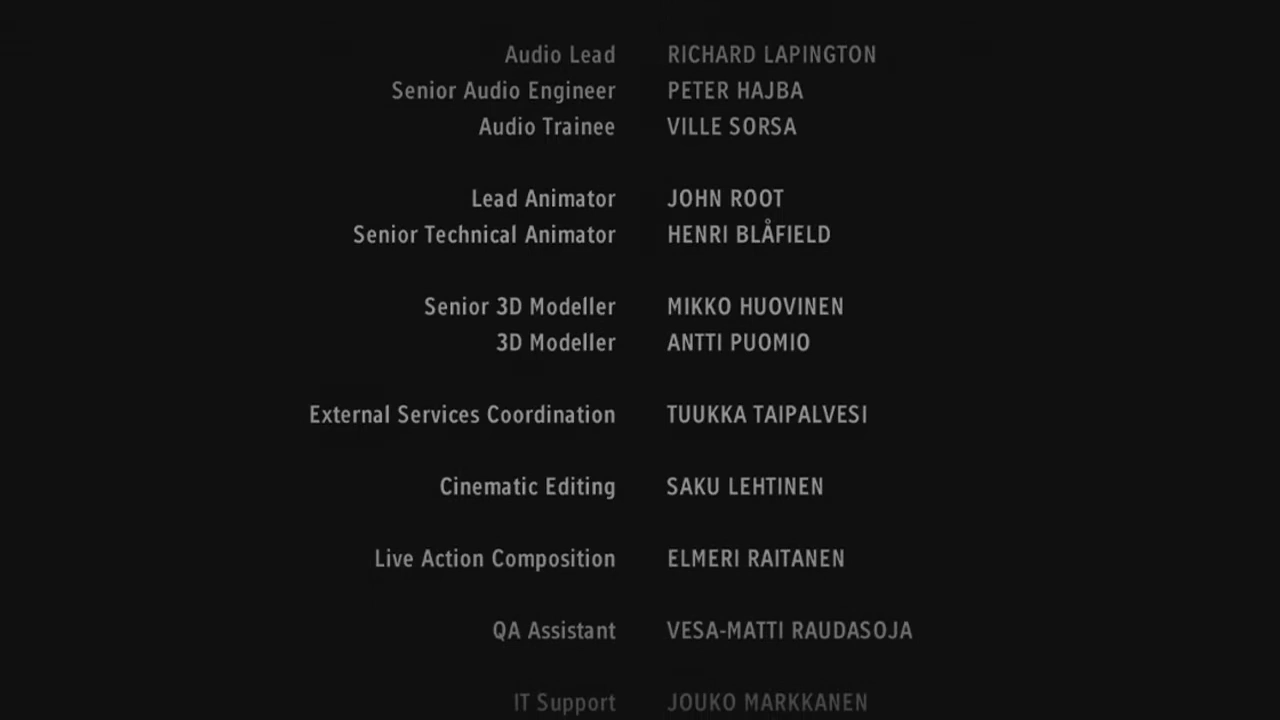 Audio Lead RICHARD LAPINGTON
Senior Audio Engineer PETER HAJBA
Audio Trainee VILLE SORSA
Lead Animator JOHN ROOT
Senior Technical Animator HENRI BLÅFIELD
Senior 3D Modeller MIKKO HUOVINEN
3D Modeller ANTTI PUOMIO
External Services Coordination TUUKKA TAIPALVESI
Cinematic Editing SAKU LEHTINEN
Live Action Composition ELMERI RAITANEN
QA Assistant VESA-MATTI RAUDASOJA
IT Support JOUKO MARKKANEN